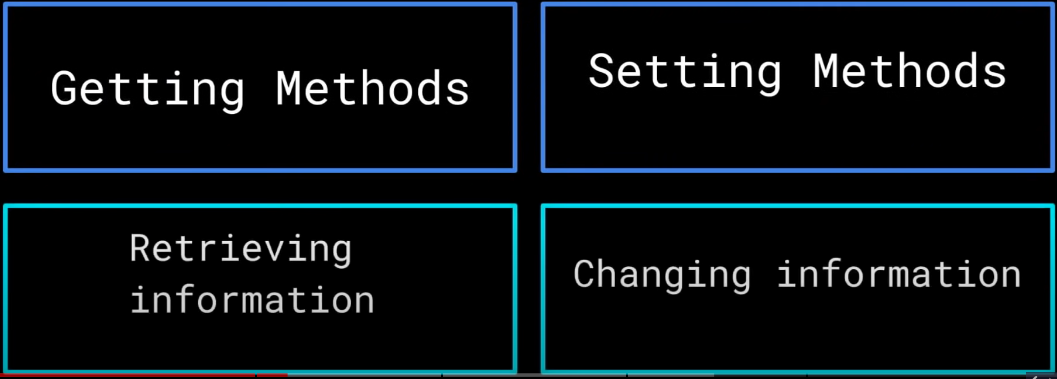 Getting Methods
Setting Methods
Retrieving
information
Changing information